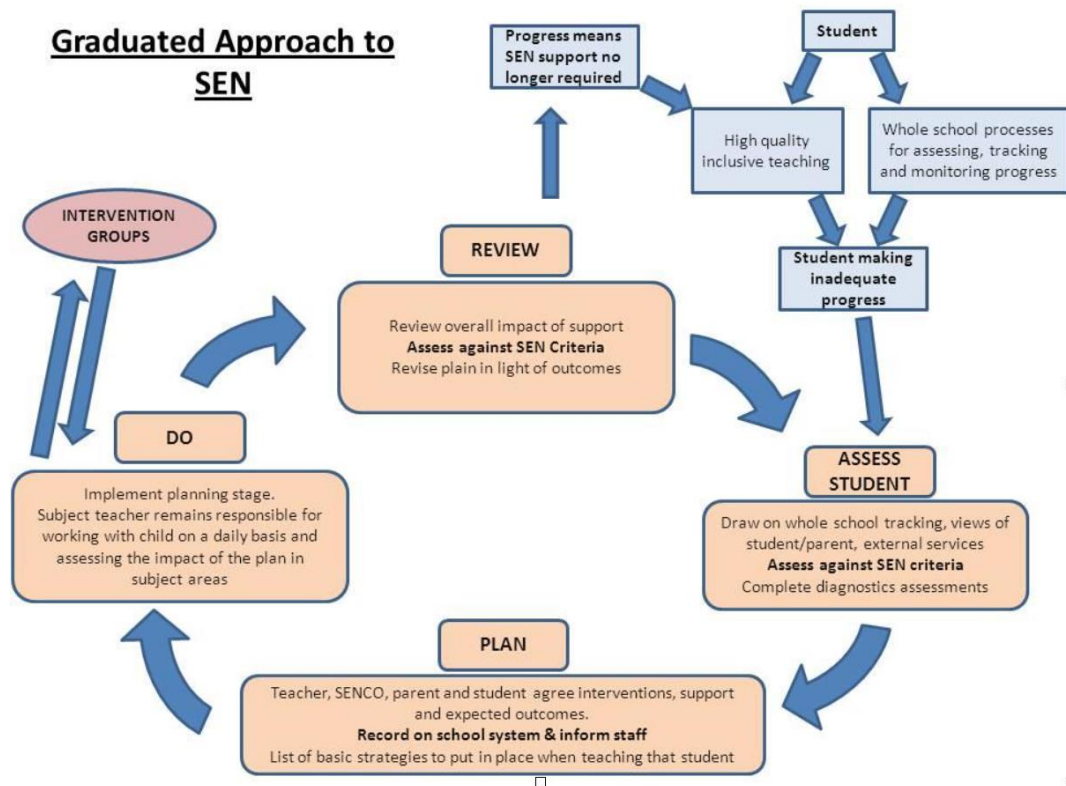 Graduated Approach to
SEN
Progress means
SEN support no
longer required
Student
High quality
inclusive teaching
Whole school processes
for assessing, tracking
and monitoring progress
Student making
inadequate
progress
INTERVENTION
GROUPS
REVIEW
Review overall impact of support
Assess against SEN Criteria
Revise plain in light of outcomes
DO
Implement planning stage.
Subject teacher remains responsible for
working with child on a daily basis and
assessing the impact of the plan in
subject areas
ASSESS
STUDENT
Draw on whole school tracking, views of
student/parent, external services
Assess against SEN criteria
Complete diagnostics assessments
PLAN
Teacher, SENCO, parent and student agree interventions, support
and expected outcomes.
Record on school system & inform staff
List of basic strategies to put in place when teaching that student